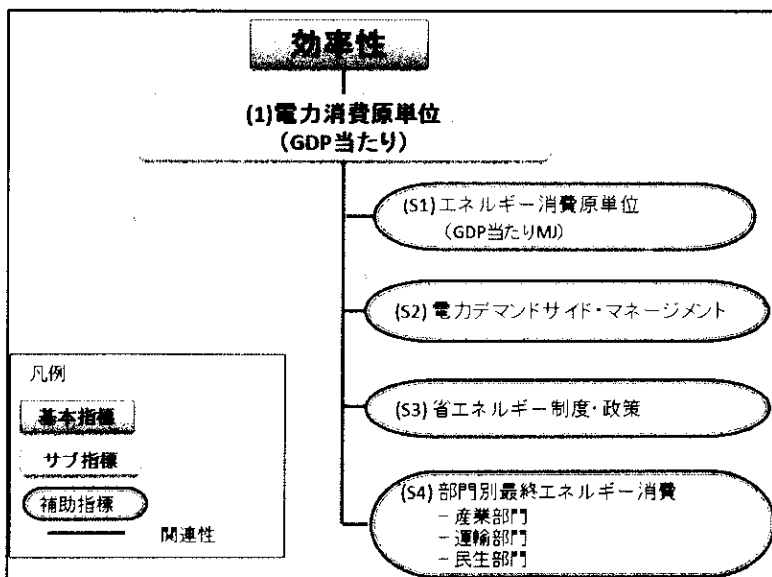 効率性
(1)電力消費原単位
(GDP当たり)
(S1)エネルギー消費原単位
(GDP当たりMJ)
(S2)電力デマンドサイド・マネージメント
(S3)省エネルギー制度・政策
(S4)部門別最終エネルギー消費
－産業部門
－運輸部門
－民生部門
凡例
基本指標
サブ指標
補助指標
関連性